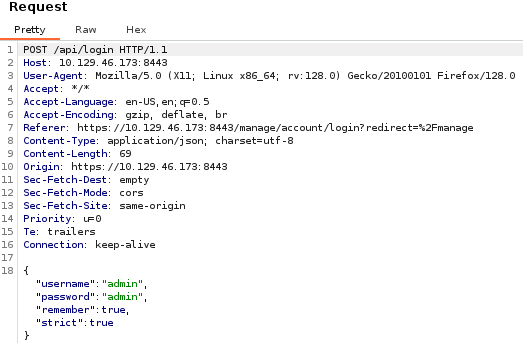 Request
Pretty Raw Hex
1 POST /api/login HTTP/1.1
2 Host: 10.129.46.173:8443
3 User-Agent: Mozilla/5.0 (X11; Linux x86_64; rv:128.0) Gecko/20100101 Firefox/128.0
4 Accept: */*
5 Accept-Language: en-US,en;q=0.5
6 Accept-Encoding: gzip, deflate, br
7 Referer: https://10.129.46.173:8443/manage/account/login?redirect=%2Fmanage
8 Content-Type: application/json; charset=utf-8
9 Content-Length: 69
10 Origin: https://10.129.46.173:8443
11 Sec-Fetch-Dest: empty
12 Sec-Fetch-Mode: cors
13 Sec-Fetch-Site: same-origin
14 Priority: u=0
15 Te: trailers
16 Connection: keep-alive
17
18 {
"username":"admin",
"password":"admin",
"remember":true,
"strict":true
}